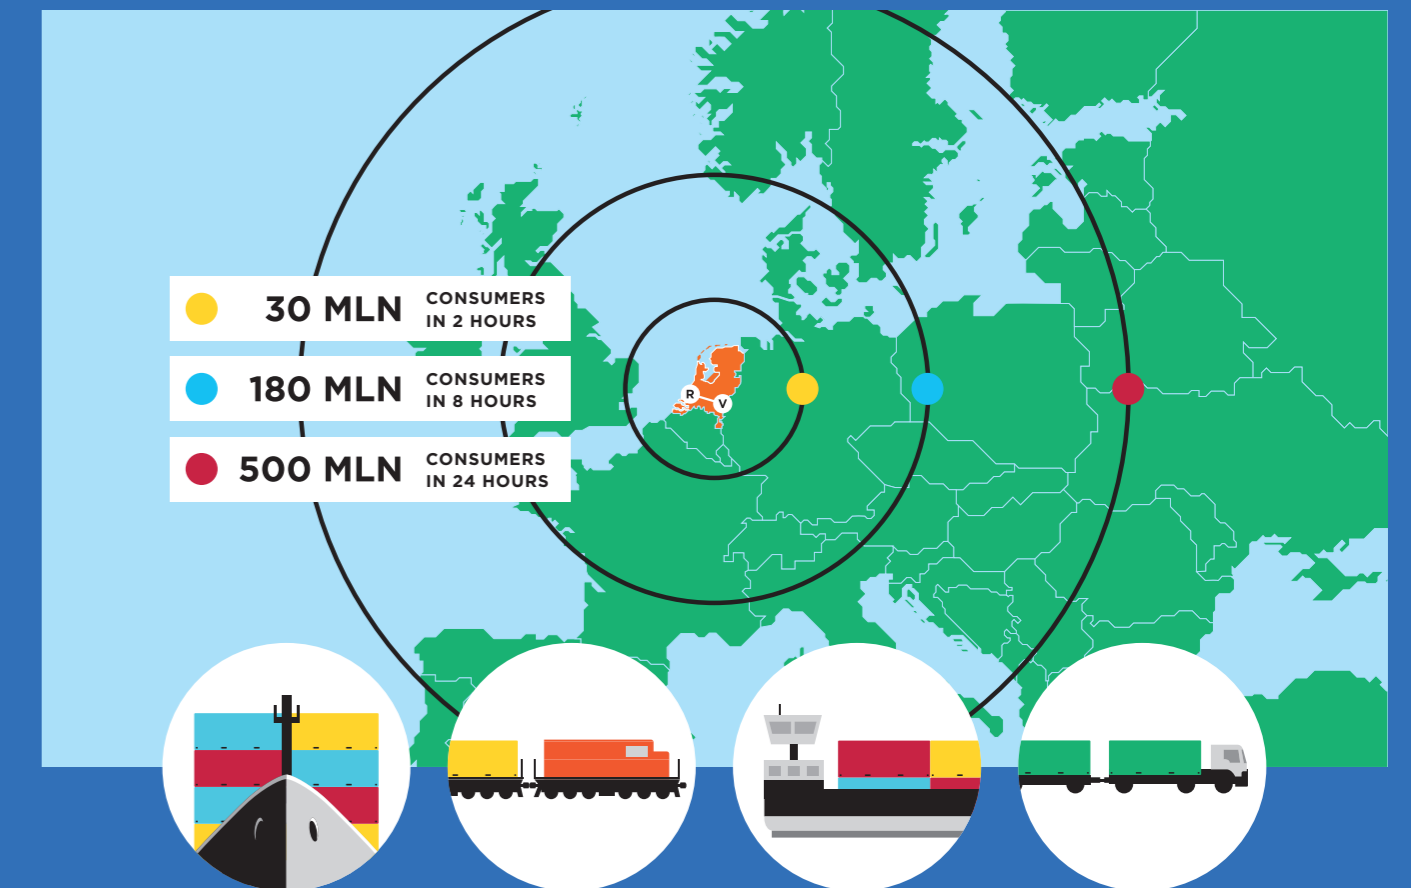 30 MLN
CONSUMERS
IN 2 HOURS
180 MLN
CONSUMERS
IN 8 HOURS
R
V
500 MLN
CONSUMERS
IN 24 HOURS